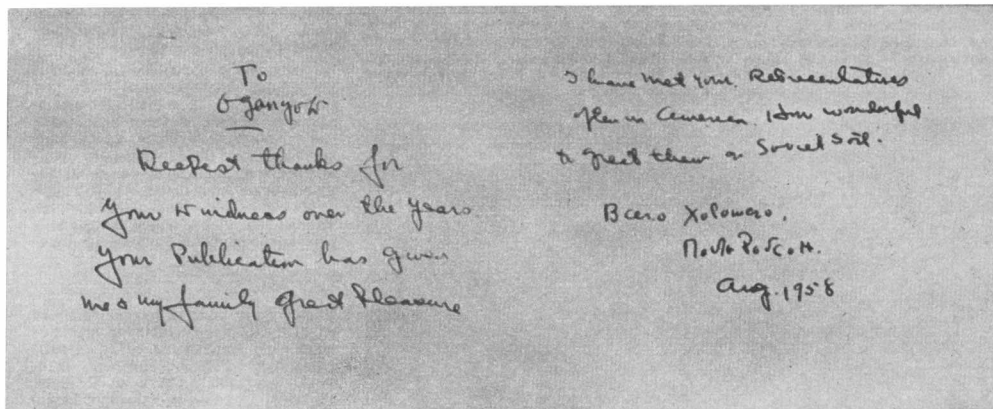 To
Ogonyok
Deepest thanks for
your kindness over the years.
Your Publication has given
me & my family great Pleasure
I have met your Representatives
often in America. How wonderful
to greet them on Soviet Soil.
Всего Хорошего,
Paul Robeson.
Aug. 1958